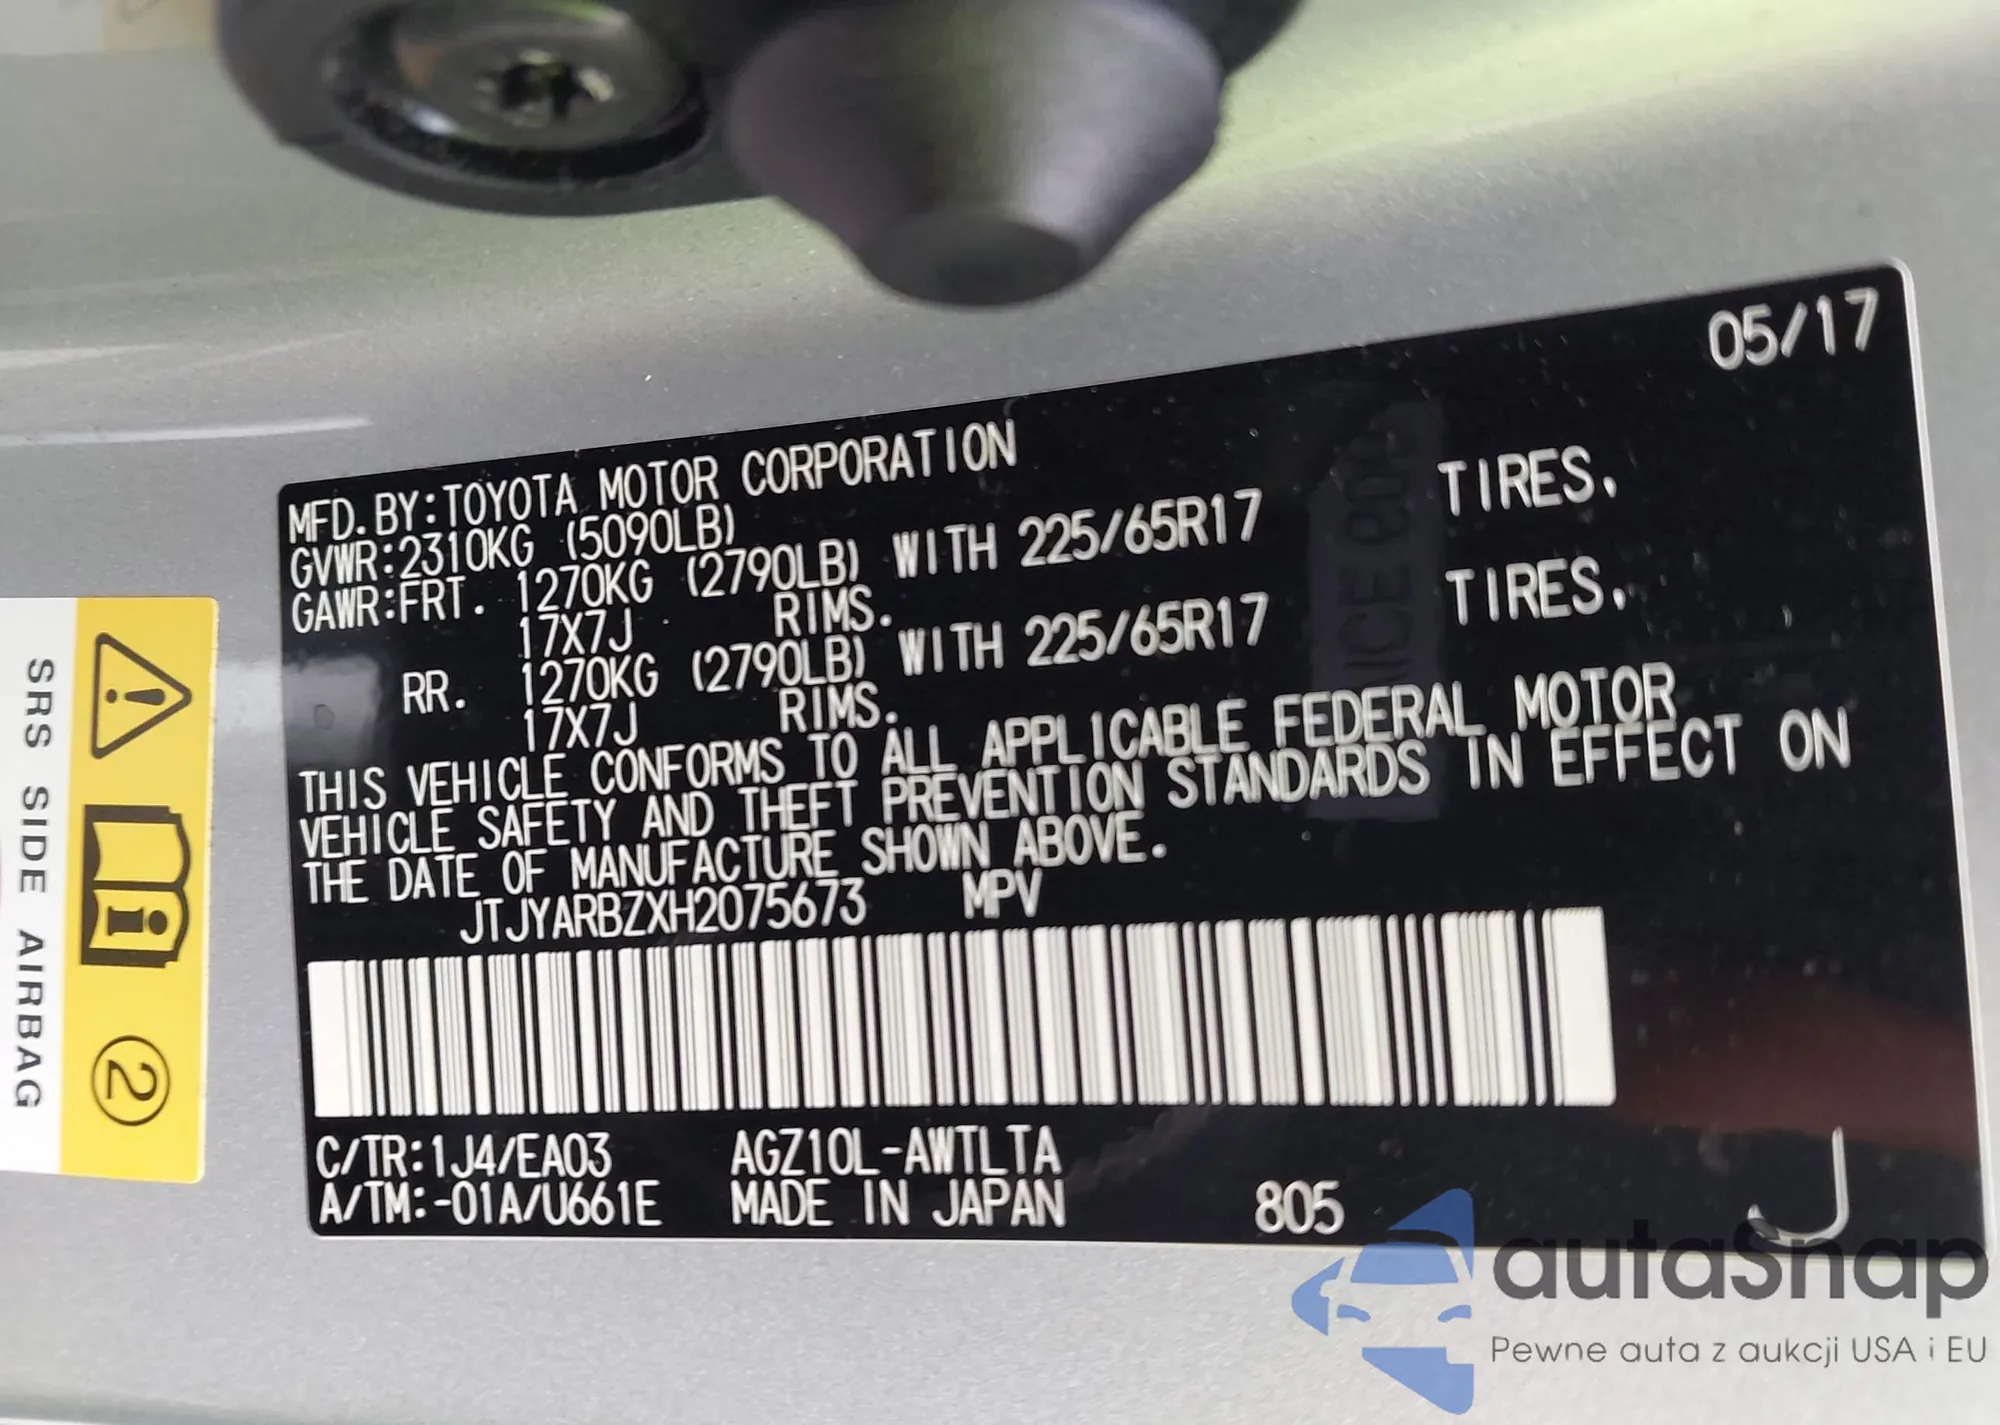 05/17
MFD.BY:TOYOTA MOTOR CORPORATION
GVWR:2310KG (5090LB)
GAWR:FRT. 1270KG (2790LB) WITH 225/65R17 TIRES,
17X7J RIMS.
RR. 1270KG (2790LB) WITH 225/65R17 TIRES,
17X7J RIMS.
THIS VEHICLE CONFORMS TO ALL APPLICABLE FEDERAL MOTOR
VEHICLE SAFETY AND THEFT PREVENTION STANDARDS IN EFFECT ON
THE DATE OF MANUFACTURE SHOWN ABOVE.
JTJYARBZXH2075673 MPV
C/TR:1J4/EA03 AGZ10L-AWTLTA
A/TM:-01A/U661E MADE IN JAPAN 805 J
SRS SIDE AIRBAG
2
autaSnap
Pewne auta z aukcji USA i EU